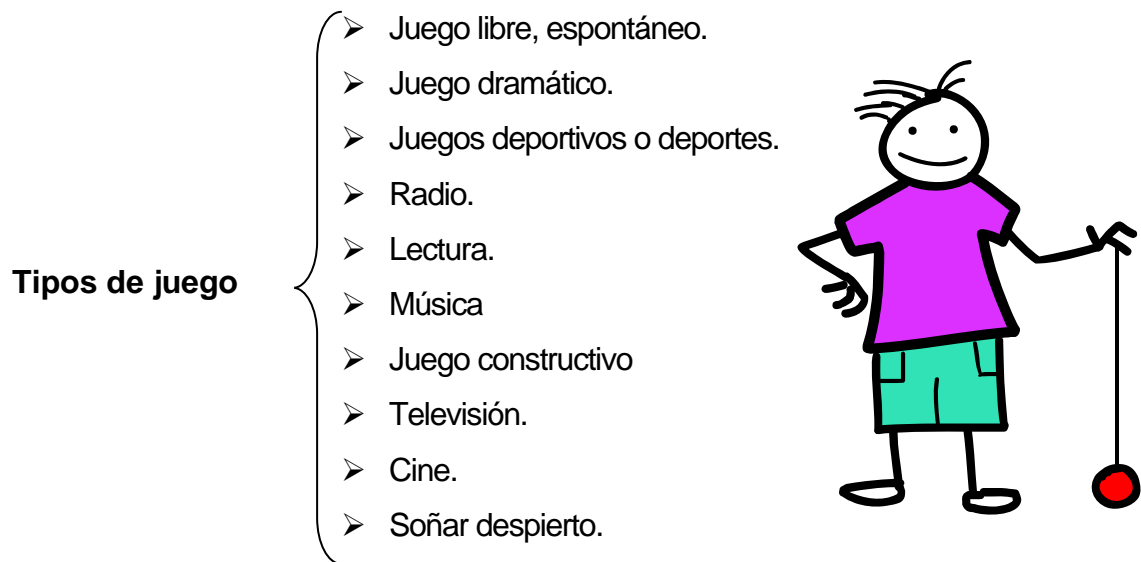 Juego libre, espontáneo.
Juego dramático.
Juegos deportivos o deportes.
Radio.
Lectura.
Tipos de juego
Música
Juego constructivo
Televisión.
Cine.
Soñar despierto.